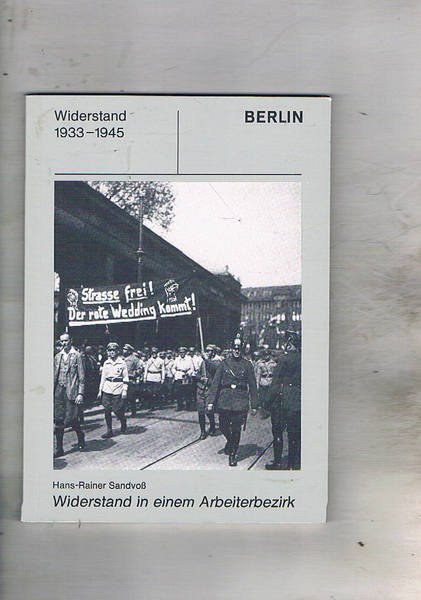 Widerstand
1933–1945
BERLIN
Strasse frei!
Der rote Wedding kommt!
Hans-Rainer Sandvoß
Widerstand in einem Arbeiterbezirk